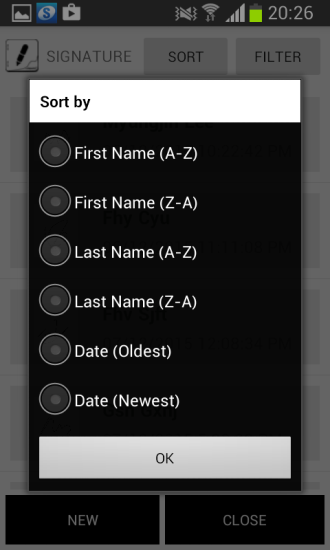 20:26
SIGNATURE SORT FILTER
Sort by
First Name (A-Z)
First Name (Z-A)
Last Name (A-Z)
Last Name (Z-A)
Date (Oldest)
Date (Newest)
OK
NEW CLOSE